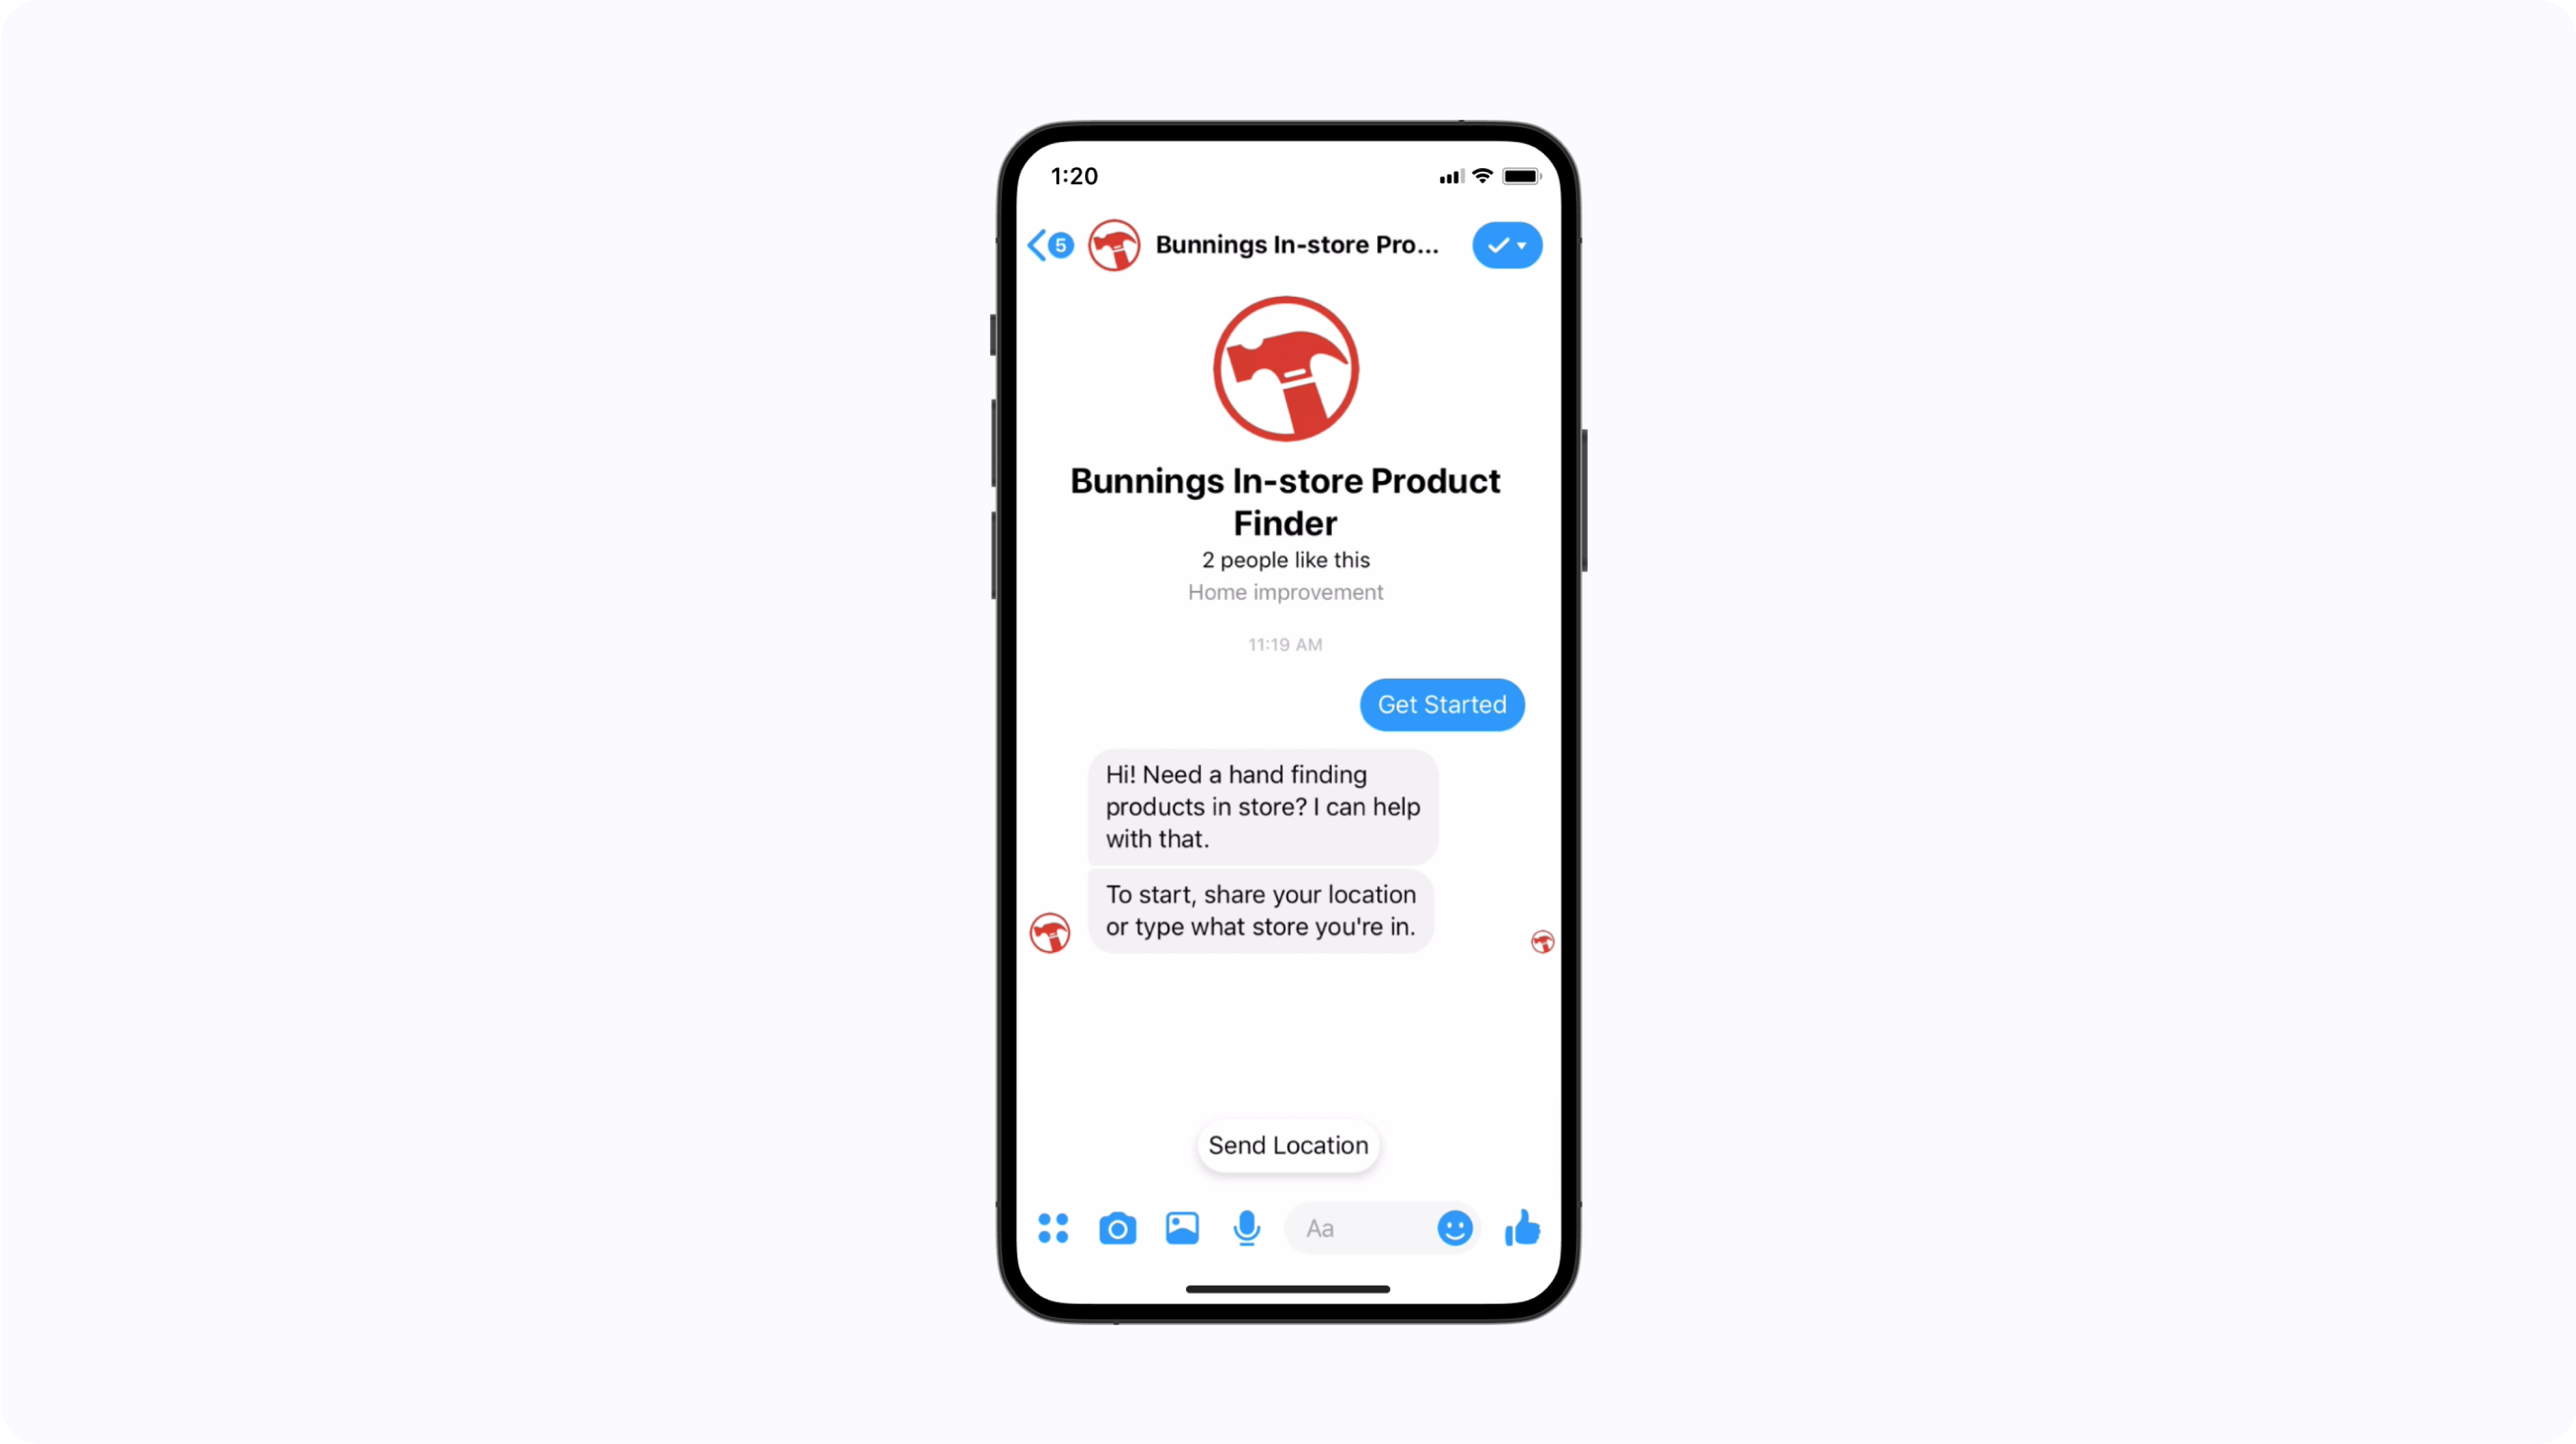 1:20
5
Bunnings In-store Pro...
Bunnings In-store Product
Finder
2 people like this
Home improvement
11:19 AM
Get Started
Hi! Need a hand finding
products in store? I can help
with that.
To start, share your location
or type what store you're in.
Send Location
Aa